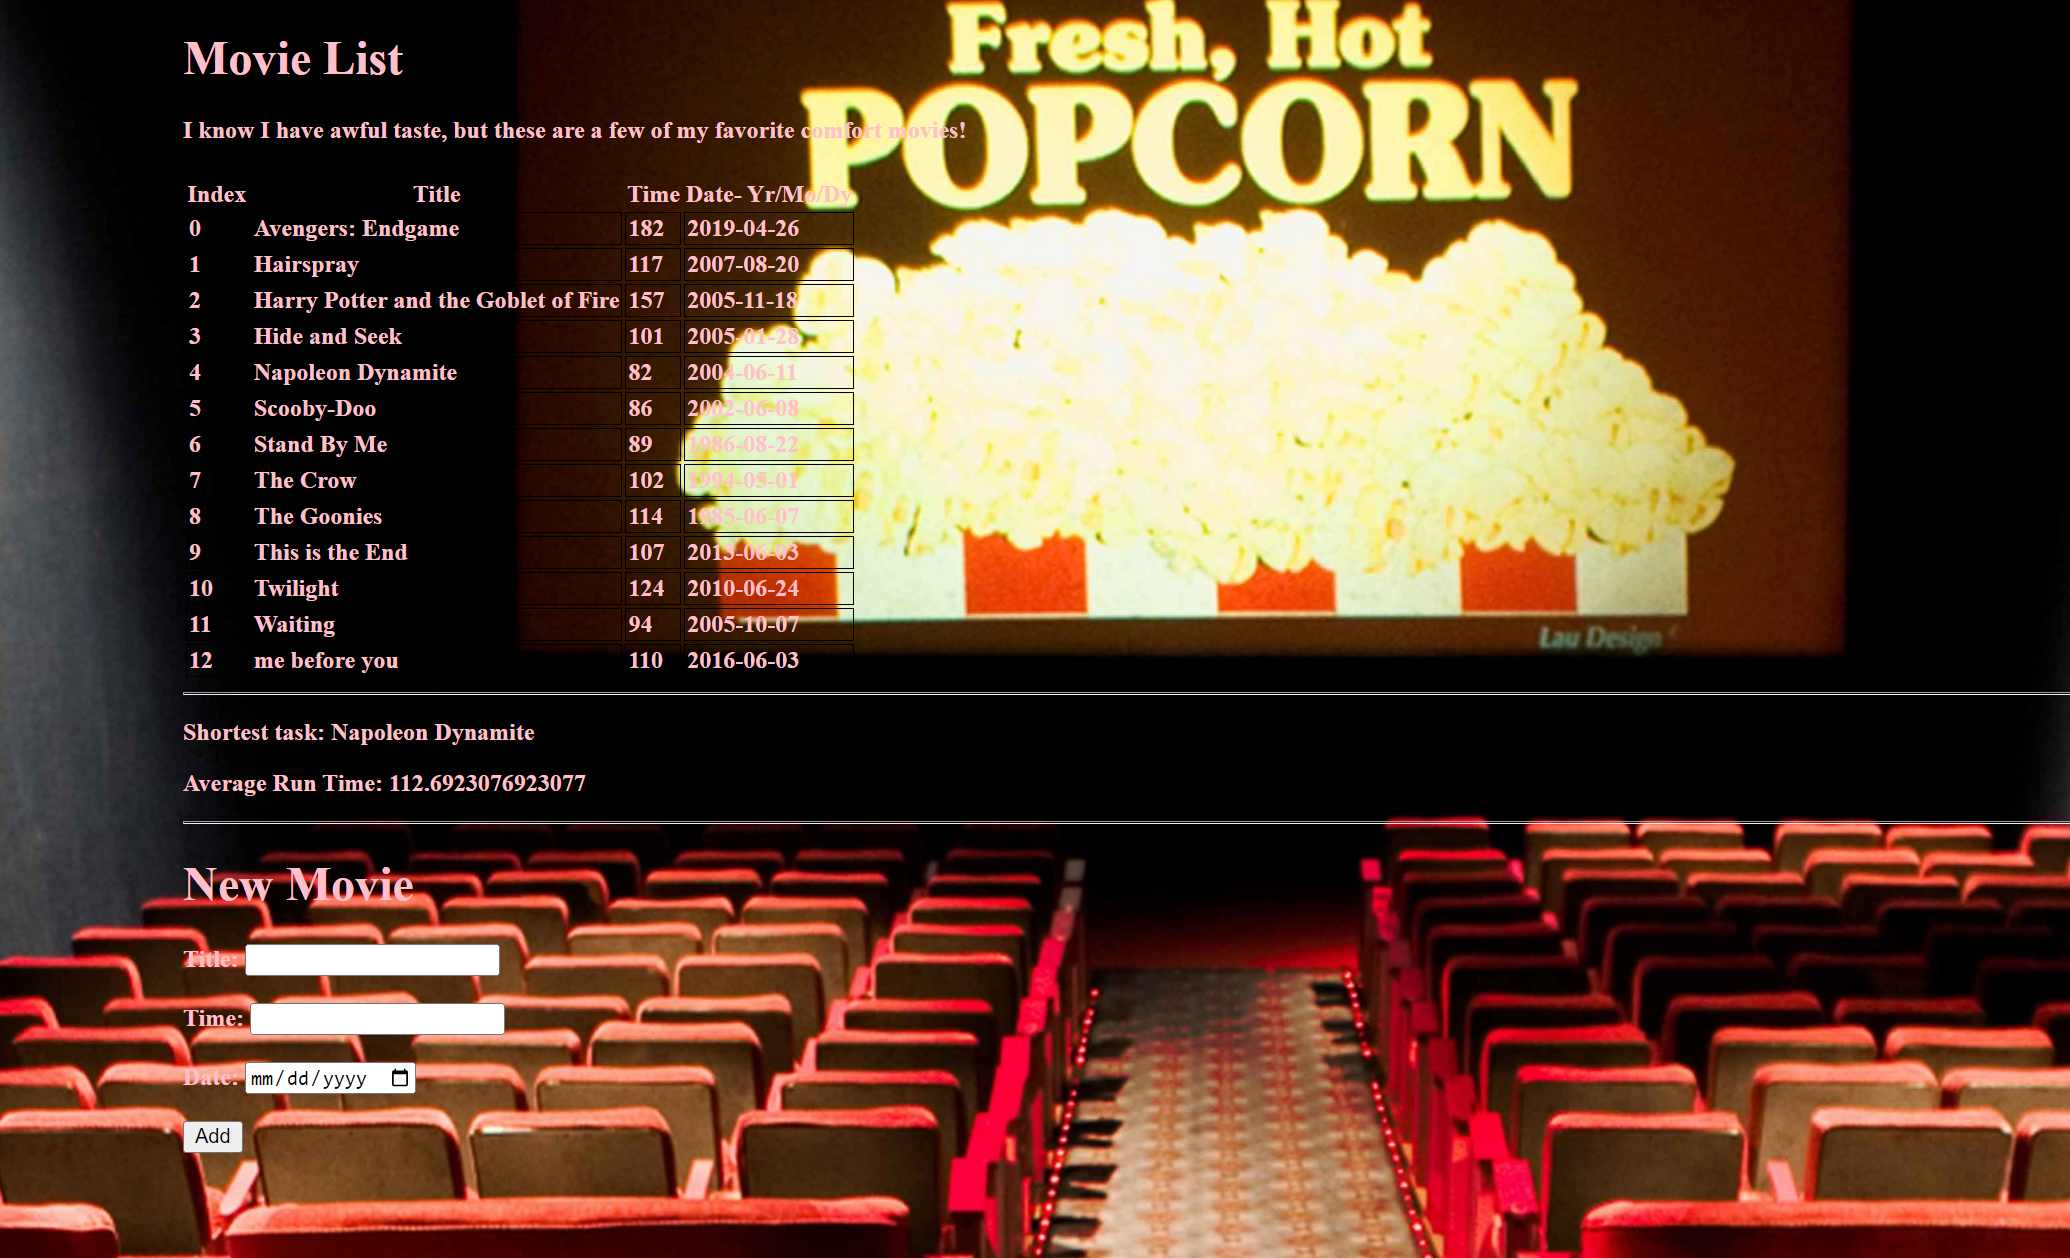 Fresh, Hot
POPCORN
Movie List
I know I have awful taste, but these are a few of my favorite comfort movies!
Index Title Time Date- Yr/Mo/Dy
0 Avengers: Endgame 182 2019-04-26
1 Hairspray 117 2007-08-20
2 Harry Potter and the Goblet of Fire 157 2005-11-18
3 Hide and Seek 101 2005-01-28
4 Napoleon Dynamite 82 2004-06-11
5 Scooby-Doo 86 2002-06-08
6 Stand By Me 89 1986-08-22
7 The Crow 102 1994-05-01
8 The Goonies 114 1985-06-07
9 This is the End 107 2013-06-03
10 Twilight 124 2010-06-24
11 Waiting 94 2005-10-07
12 me before you 110 2016-06-03
Lau Design
Shortest task: Napoleon Dynamite
Average Run Time: 112.6923076923077
New Movie
Title:
Time:
Date: mm/dd/yyyy
Add